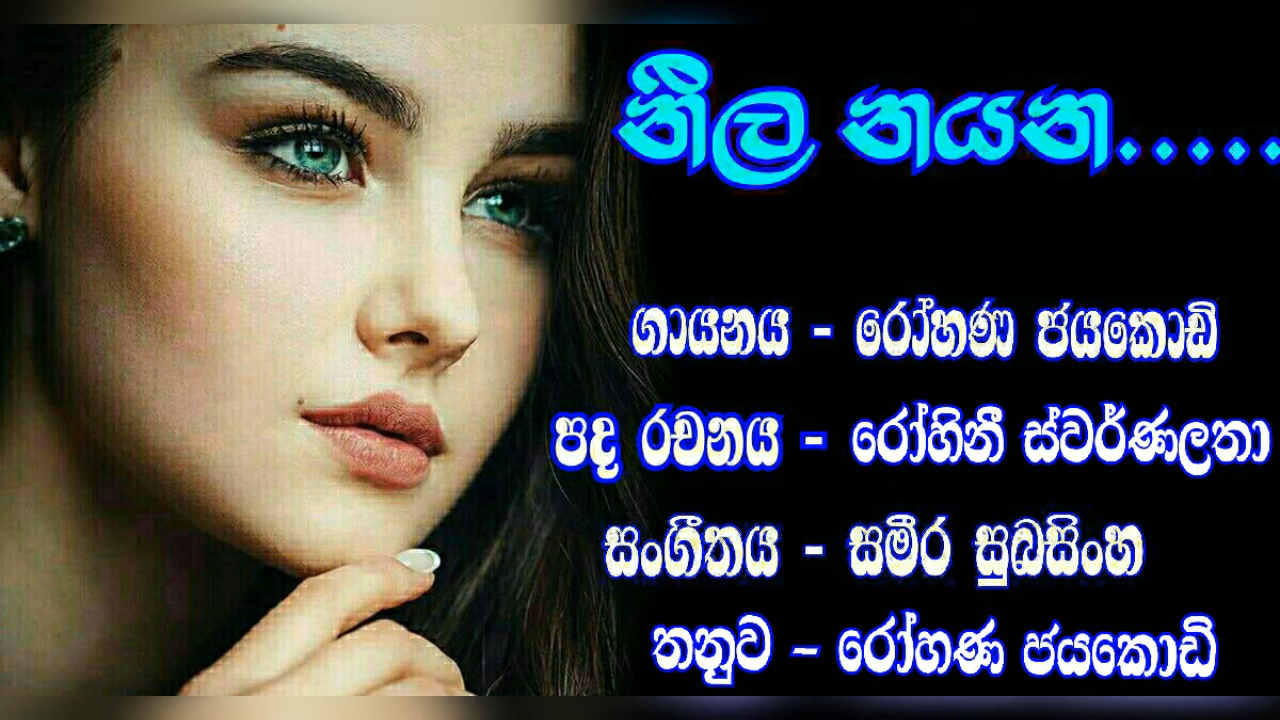 නීල නයන.....
ගායනය - රෝහණ ජයකොඩි
පද රචනය - රෝහිනී ස්වර්ණලතා
සංගීතය - සමීර සුබසිංහ
තනුව - රෝහණ ජයකොඩි